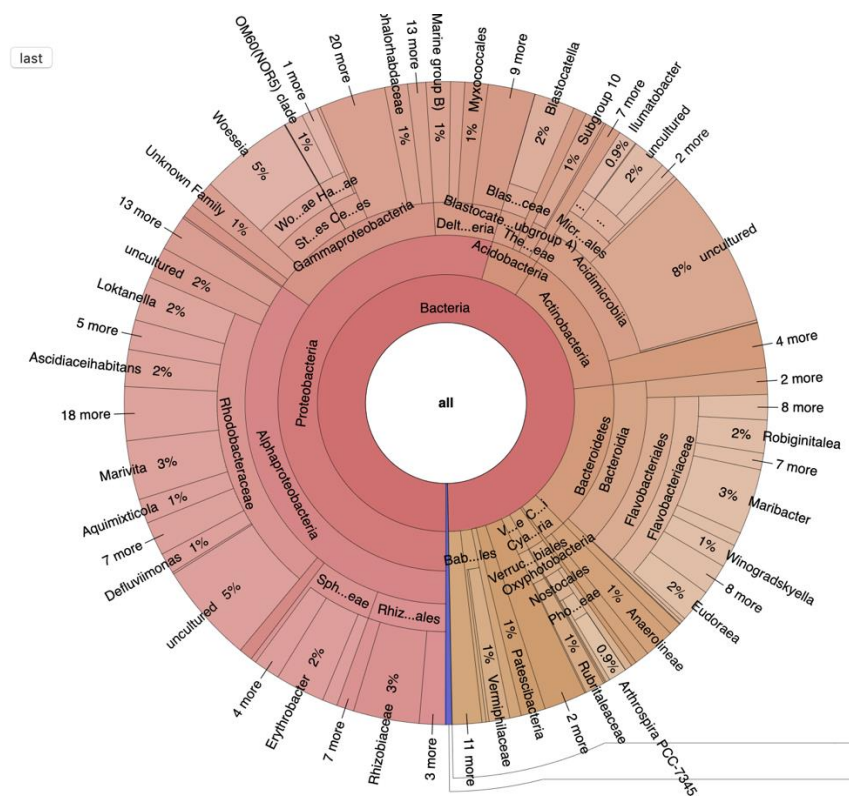 last
all
Bacteria
Proteobacteria
Acidobacteria
Actinobacteria
Bacteroidetes
Alphaproteobacteria
Gammaproteobacteria
Delt...eria
Blastocate...ubgroup 4)
The...eae
Acidimicrobiia
Bacteroidia
Flavobacteriales
Flavobacteriaceae
Rhodobacteraceae
Sph...eae
Rhiz...ales
Bab...les
V...e C...
Cya...ria
Verruc...biales
Oxyphotobacteria
Nostocales
Pho...eae
St...es Ce...es
Wo...ae Ha...ae
Blas...ceae
Micr...ales
...
...
Unknown Family
1%
Woeseia
5%
OM60(NOR5) clade
1%
1 more
20 more
phalorhabdaceae
1%
13 more
Marine group B)
1%
Myxococcales
1%
9 more
Blastocatella
2%
Subgroup 10
1%
7 more
Ilumatobacter
0.9%
uncultured
2%
2 more
8% uncultured
4 more
2 more
8 more
2% Robiginitalea
7 more
3% Maribacter
1% Winogradskyella
8 more
2% Eudoraea
1% Anaerolineae
0.9% Arthrospira PCC-7345
1% Rubritaleaceae
2 more
1% Patescibacteria
1% Vermiphilaceae
11 more
3 more
Rhizobiaceae 3%
7 more
Erythrobacter 2%
4 more
uncultured 5%
Defluviimonas 1%
7 more
Aquimixticola 1%
Marivita 3%
18 more
Ascidiaceihabitans 2%
5 more
Loktanella 2%
uncultured 2%
13 more